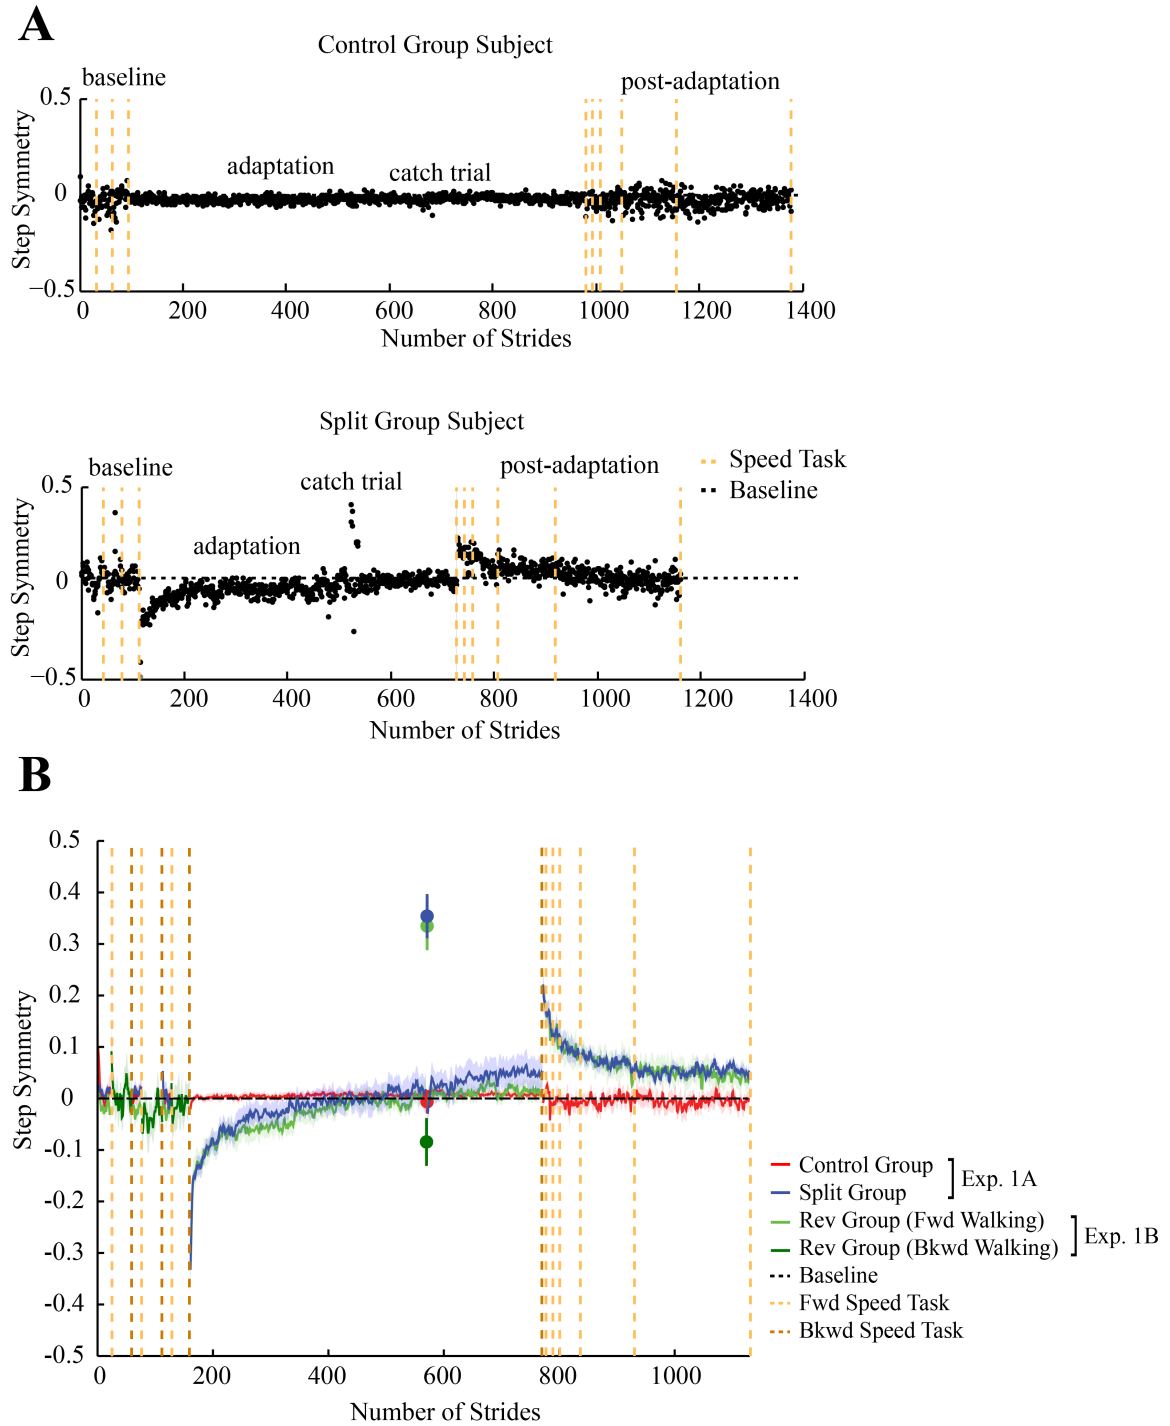 A
Control Group Subject
baseline
post-adaptation
adaptation
catch trial
0.5
0
−0.5
Step Symmetry
0 200 400 600 800 1000 1200 1400
Number of Strides
Split Group Subject
baseline
catch trial
post-adaptation
adaptation
Speed Task
Baseline
0.5
0
−0.5
Step Symmetry
0 200 400 600 800 1000 1200 1400
Number of Strides
B
0.5
0.4
0.3
0.2
0.1
0
-0.1
-0.2
-0.3
-0.4
-0.5
Step Symmetry
0 200 400 600 800 1000
Number of Strides
Control Group
Split Group
Exp. 1A
Rev Group (Fwd Walking)
Rev Group (Bkwd Walking)
Exp. 1B
Baseline
Fwd Speed Task
Bkwd Speed Task